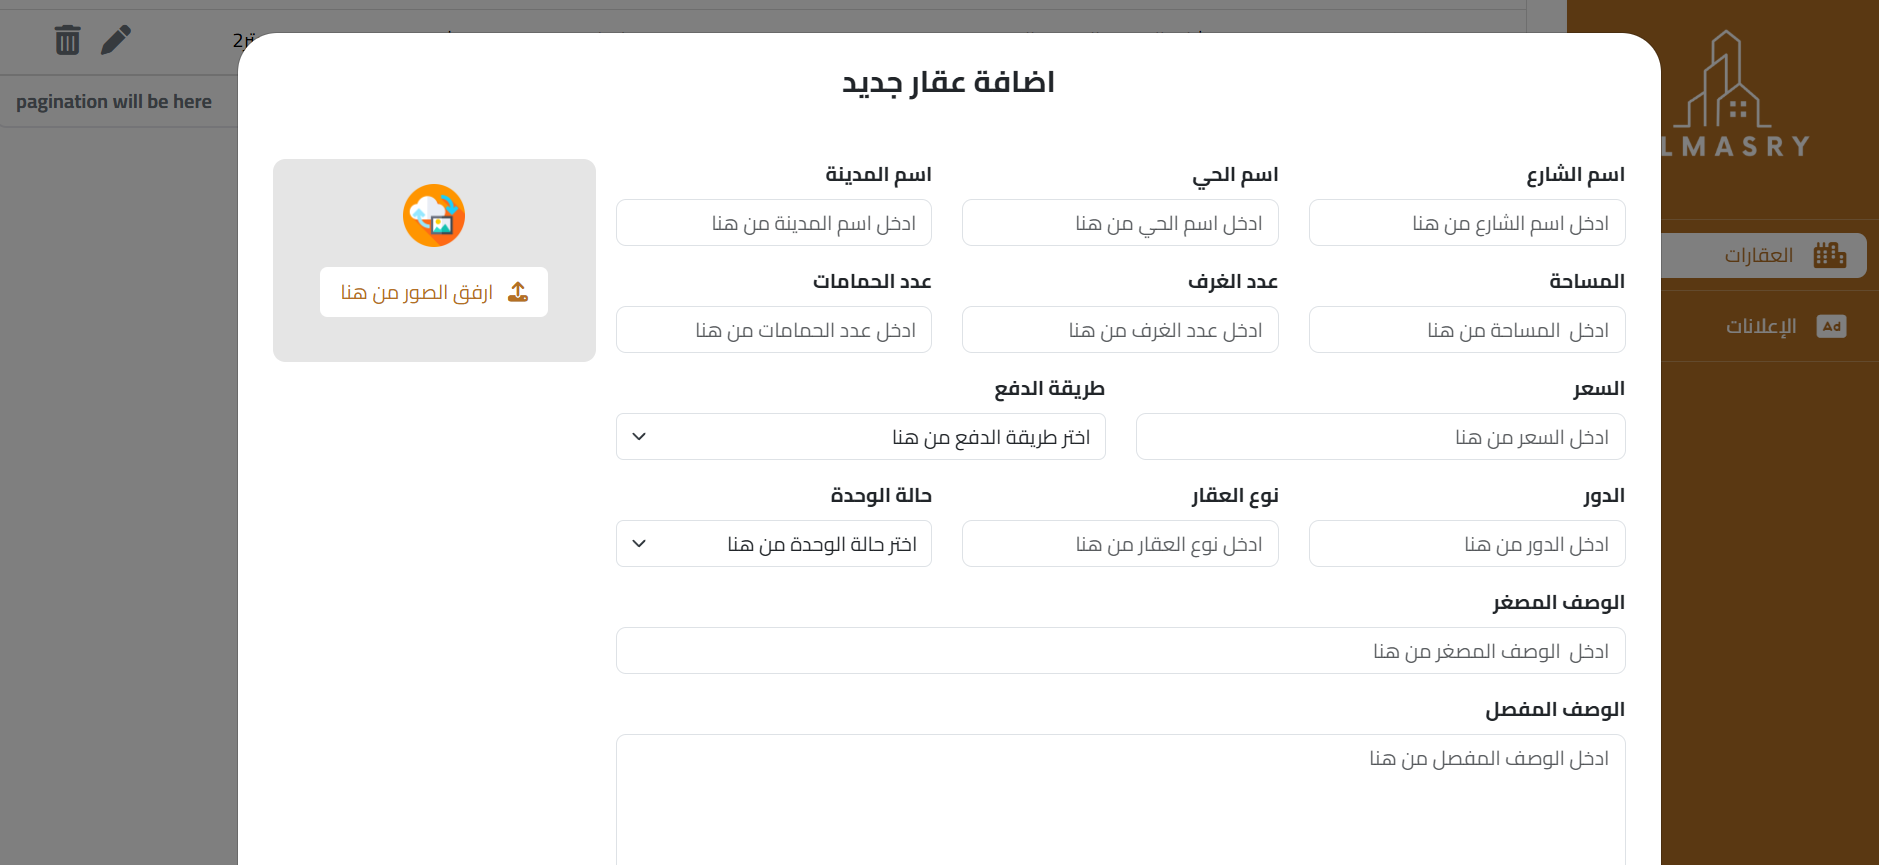 اضافة عقار جديد
اسم الشارع
اسم الحي
اسم المدينة
ادخل اسم الشارع من هنا
ادخل اسم الحي من هنا
ادخل اسم المدينة من هنا
المساحة
عدد الغرف
عدد الحمامات
ادخل المساحة من هنا
ادخل عدد الغرف من هنا
ادخل عدد الحمامات من هنا
السعر
طريقة الدفع
ادخل السعر من هنا
اختر طريقة الدفع من هنا
الدور
نوع العقار
حالة الوحدة
ادخل الدور من هنا
ادخل نوع العقار من هنا
اختر حالة الوحدة من هنا
الوصف المصغر
ادخل الوصف المصغر من هنا
الوصف المفصل
ادخل الوصف المفصل من هنا
ارفق الصور من هنا
LMASRY
العقارات
Ad
الإعلانات
pagination will be here